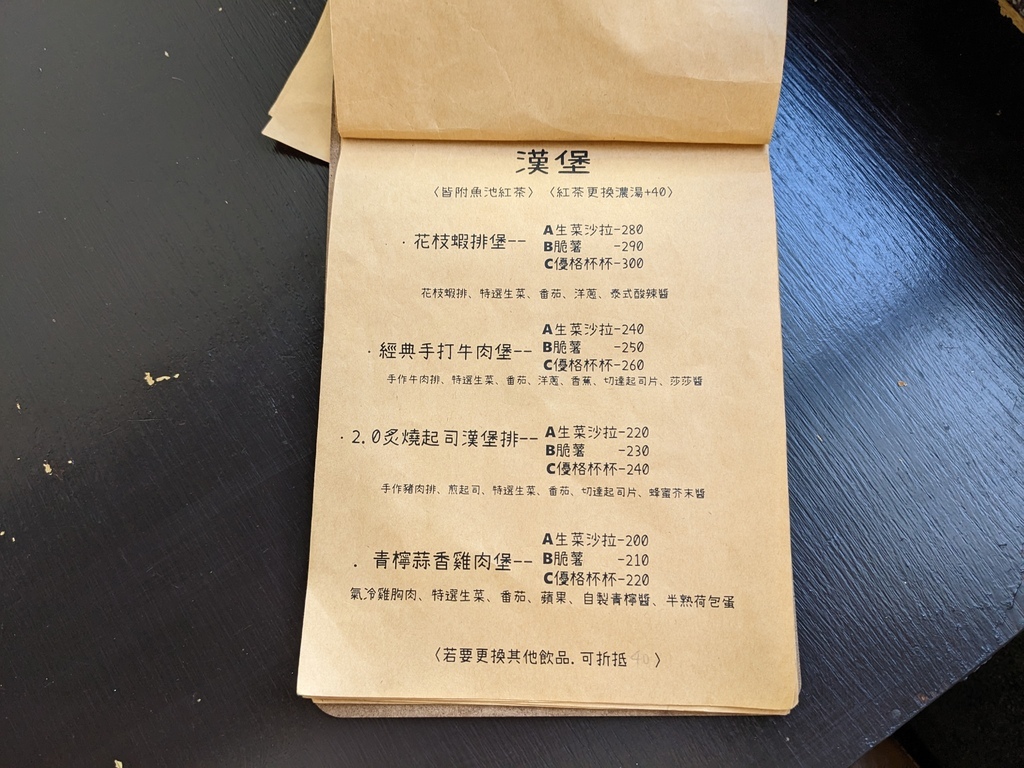 漢堡
〈皆附魚池紅茶〉〈紅茶更換濃湯+40〉
·花枝蝦排堡--
A生菜沙拉-280
B脆薯 -290
C優格杯杯-300
花枝蝦排、特選生菜、番茄、洋蔥、泰式酸辣醬
·經典手打牛肉堡--
A生菜沙拉-240
B脆薯 -250
C優格杯杯-260
手作牛肉排、特選生菜、番茄、洋蔥、香蕉、切達起司片、莎莎醬
·2.0炙燒起司漢堡排--
A生菜沙拉-220
B脆薯 -230
C優格杯杯-240
手作豬肉排、煎起司、特選生菜、番茄、切達起司片、蜂蜜芥末醬
.青檸蒜香雞肉堡--
A生菜沙拉-200
B脆薯 -210
C優格杯杯-220
氣冷雞胸肉、特選生菜、番茄、蘋果、自製青檸醬、半熟荷包蛋
〈若要更換其他飲品.可折抵40〉